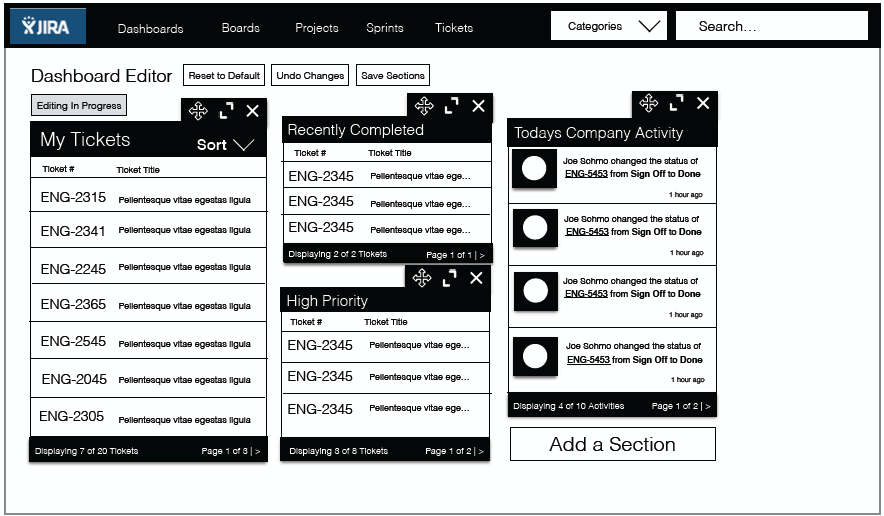 JIRA
Dashboards Boards Projects Sprints Tickets Categories Search...
Dashboard Editor Reset to Default Undo Changes Save Sections
Editing In Progress
My Tickets Sort
Ticket # Ticket Title
ENG-2315 Pellentesque vitae egestas ligula
ENG-2341 Pellentesque vitae egestas ligula
ENG-2245 Pellentesque vitae egestas ligula
ENG-2365 Pellentesque vitae egestas ligula
ENG-2545 Pellentesque vitae egestas ligula
ENG-2045 Pellentesque vitae egestas ligula
ENG-2305 Pellentesque vitae egestas ligula
Displaying 7 of 20 Tickets Page 1 of 3 | >
Recently Completed
Ticket # Ticket Title
ENG-2345 Pellentesque vitae ege...
ENG-2345 Pellentesque vitae ege...
ENG-2345 Pellentesque vitae ege...
Displaying 2 of 2 Tickets Page 1 of 1 | >
High Priority
Ticket # Ticket Title
ENG-2345 Pellentesque vitae ege...
ENG-2345 Pellentesque vitae ege...
ENG-2345 Pellentesque vitae ege...
Displaying 3 of 8 Tickets Page 1 of 2 | >
Todays Company Activity
Joe Sohmo changed the status of
ENG-5453 from Sign Off to Done
1 hour ago
Joe Sohmo changed the status of
ENG-5453 from Sign Off to Done
1 hour ago
Joe Sohmo changed the status of
ENG-5453 from Sign Off to Done
1 hour ago
Joe Sohmo changed the status of
ENG-5453 from Sign Off to Done
1 hour ago
Displaying 4 of 10 Activities Page 1 of 2 | >
Add a Section